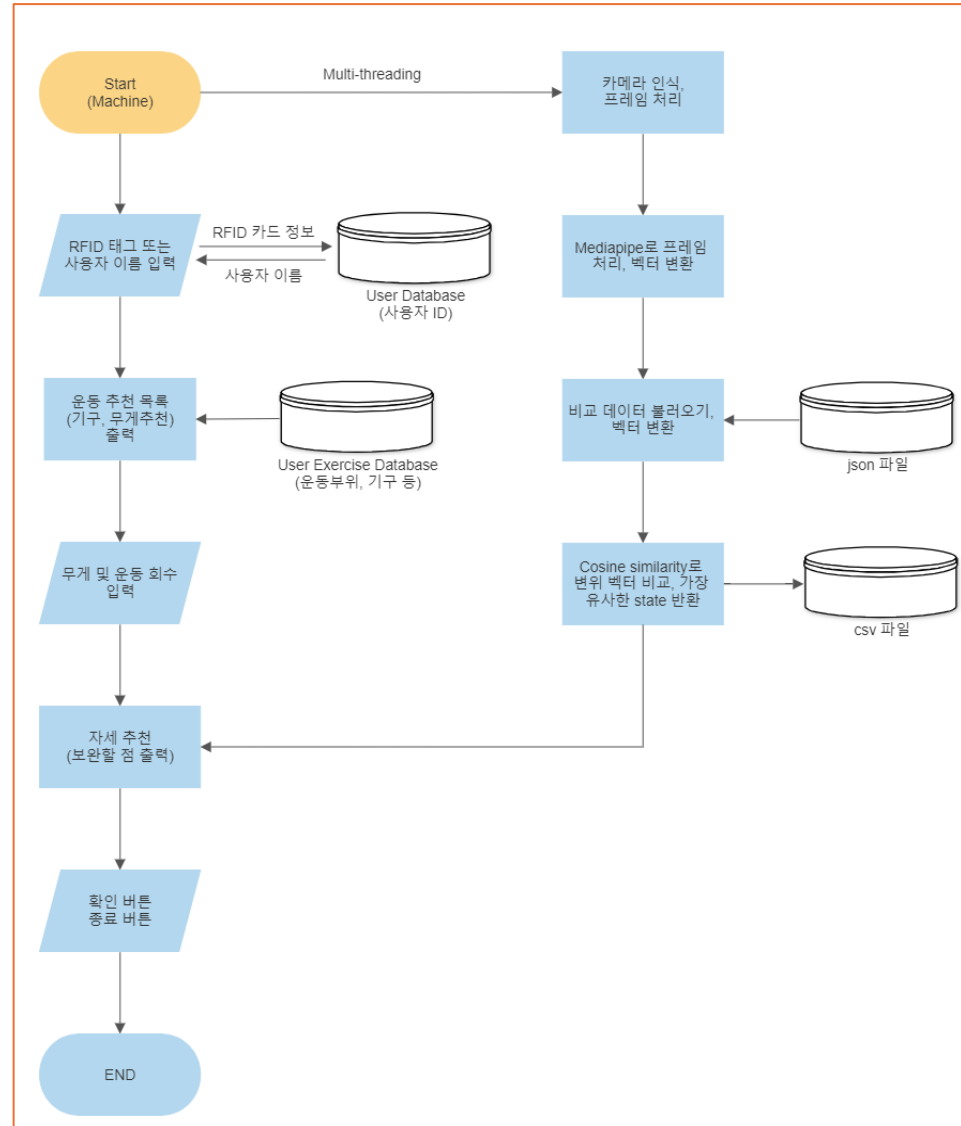 Start
(Machine)
Multi-threading
카메라 인식,
프레임 처리
RFID 태그 또는
사용자 이름 입력
RFID 카드 정보
사용자 이름
User Database
(사용자 ID)
Mediapipe로 프레임
처리, 벡터 변환
운동 추천 목록
(기구, 무게추천)
출력
User Exercise Database
(운동부위, 기구 등)
비교 데이터 불러오기,
벡터 변환
json 파일
무게 및 운동 회수
입력
Cosine similarity로
변위 벡터 비교, 가장
유사한 state 반환
csv 파일
자세 추천
(보완할 점 출력)
확인 버튼
종료 버튼
END